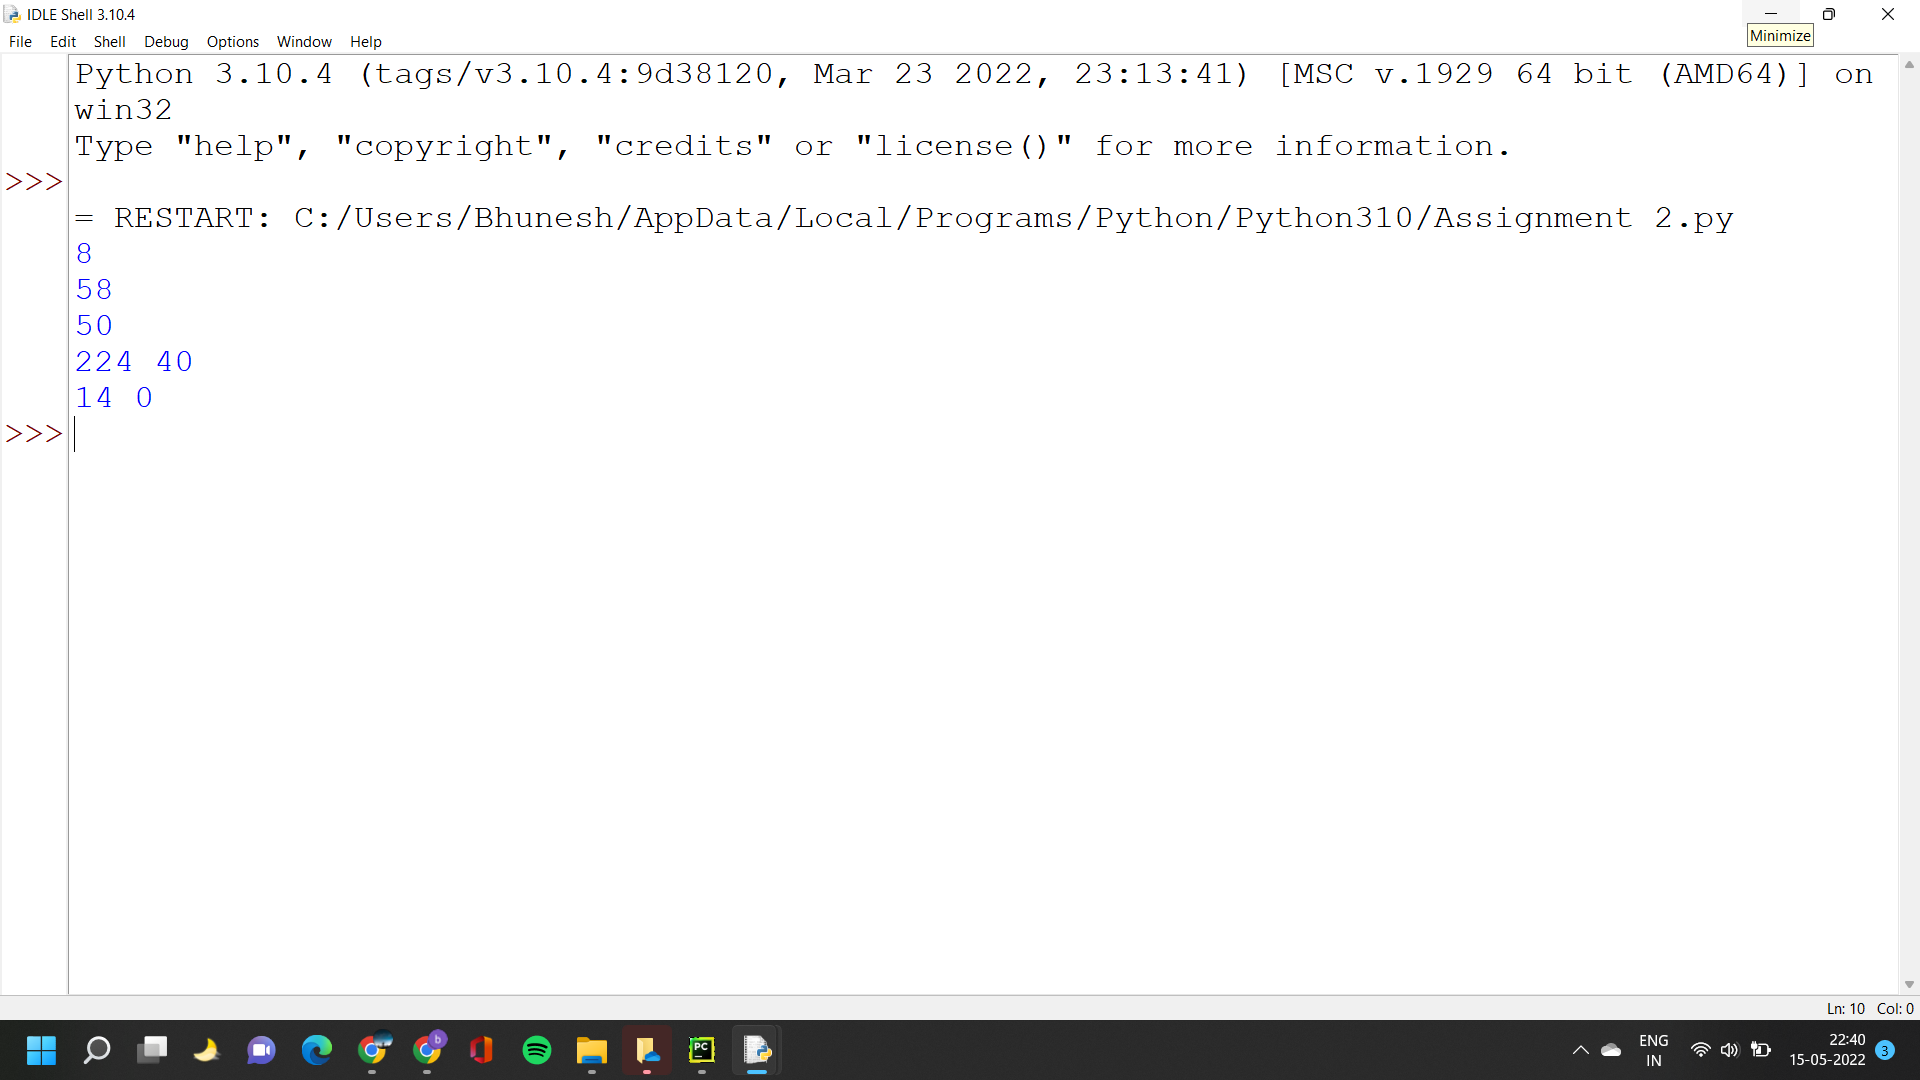 IDLE Shell 3.10.4
File Edit Shell Debug Options Window Help
Minimize
Python 3.10.4 (tags/v3.10.4:9d38120, Mar 23 2022, 23:13:41) [MSC v.1929 64 bit (AMD64)] on
win32
Type "help", "copyright", "credits" or "license()" for more information.
>>>
= RESTART: C:/Users/Bhunesh/AppData/Local/Programs/Python/Python310/Assignment 2.py
8
58
50
224 40
14 0
>>>
Ln: 10 Col: 0
b
PC
ENG
IN
22:40
15-05-2022
3